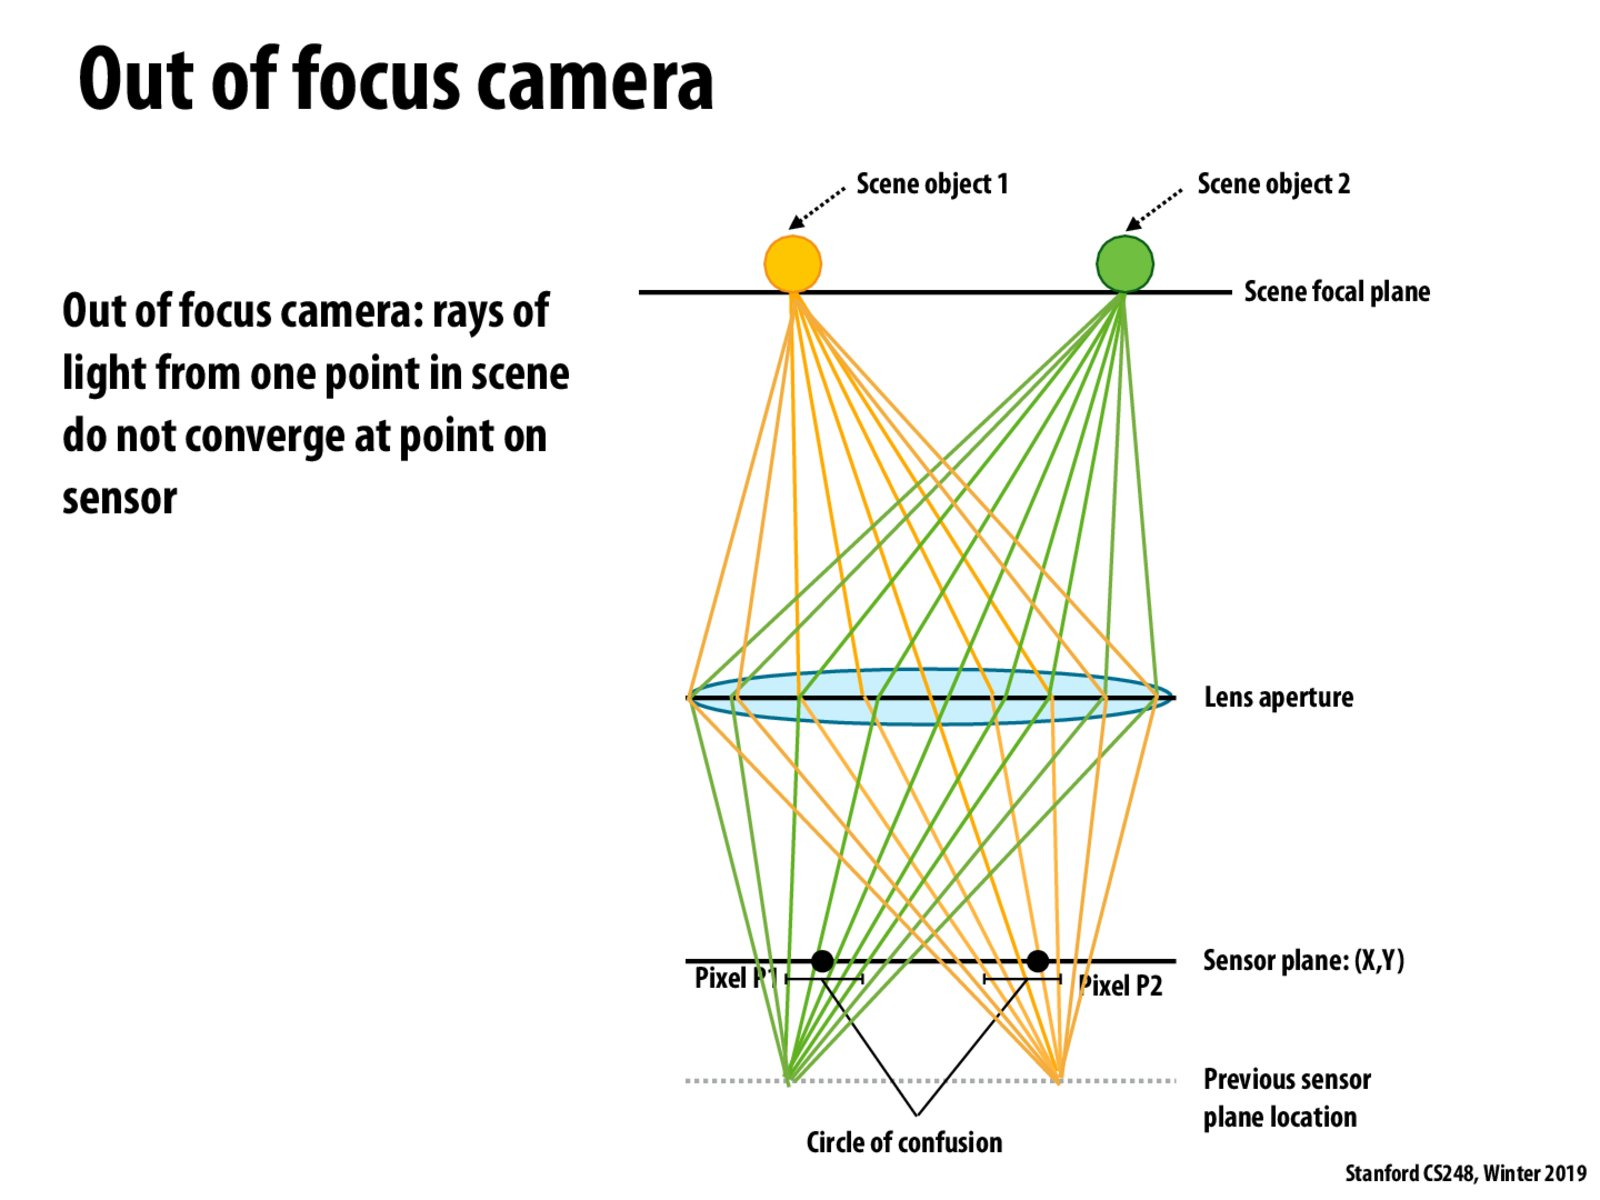 Out of focus camera
Scene object 1
Scene object 2
Scene focal plane
Out of focus camera: rays of
light from one point in scene
do not converge at point on
sensor
Lens aperture
Sensor plane: (X,Y)
Pixel P1
Pixel P2
Previous sensor
plane location
Circle of confusion
Stanford CS248, Winter 2019